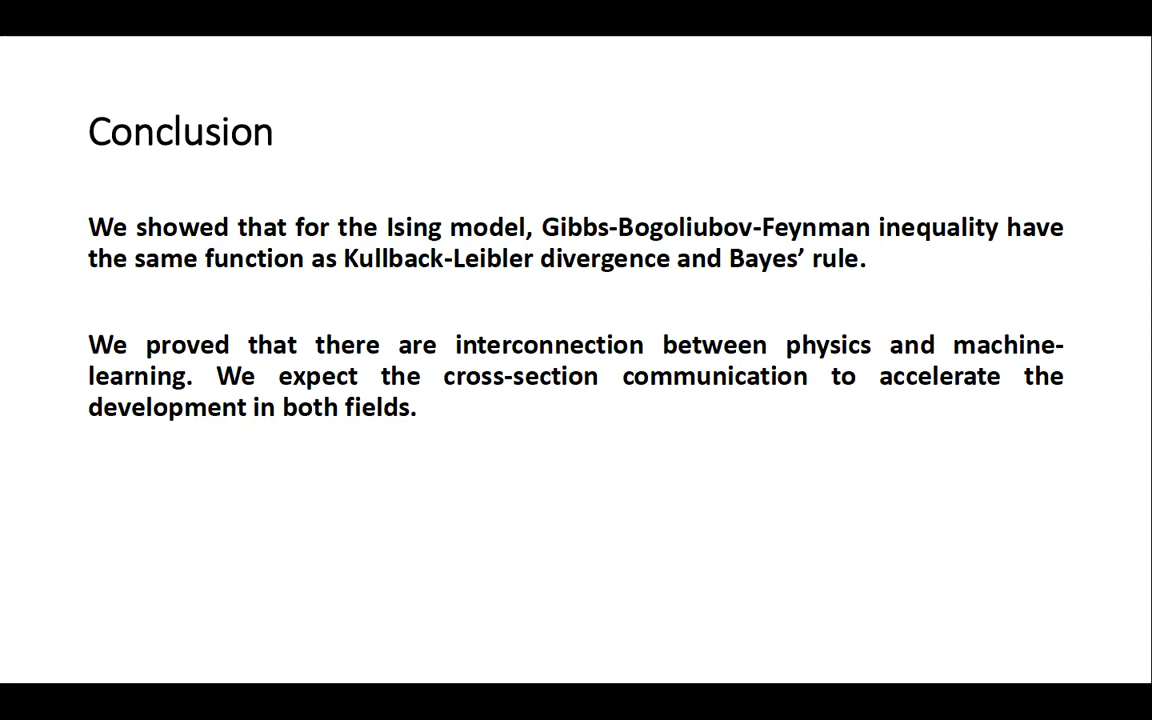 Conclusion
We showed that for the Ising model, Gibbs-Bogoliubov-Feynman inequality have
the same function as Kullback-Leibler divergence and Bayes’ rule.
We proved that there are interconnection between physics and machine-
learning. We expect the cross-section communication to accelerate the
development in both fields.